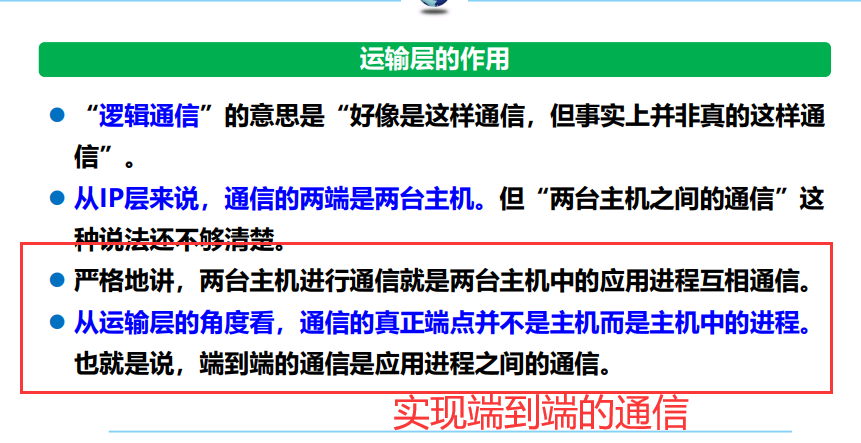 运输层的作用
“逻辑通信”的意思是“好像是这样通信，但事实上并非真的这样通
信”。
从IP层来说，通信的两端是两台主机。但“两台主机之间的通信”这
种说法还不够清楚。
严格地讲，两台主机进行通信就是两台主机中的应用进程互相通信。
从运输层的角度看，通信的真正端点并不是主机而是主机中的进程。
也就是说，端到端的通信是应用进程之间的通信。
实现端到端的通信